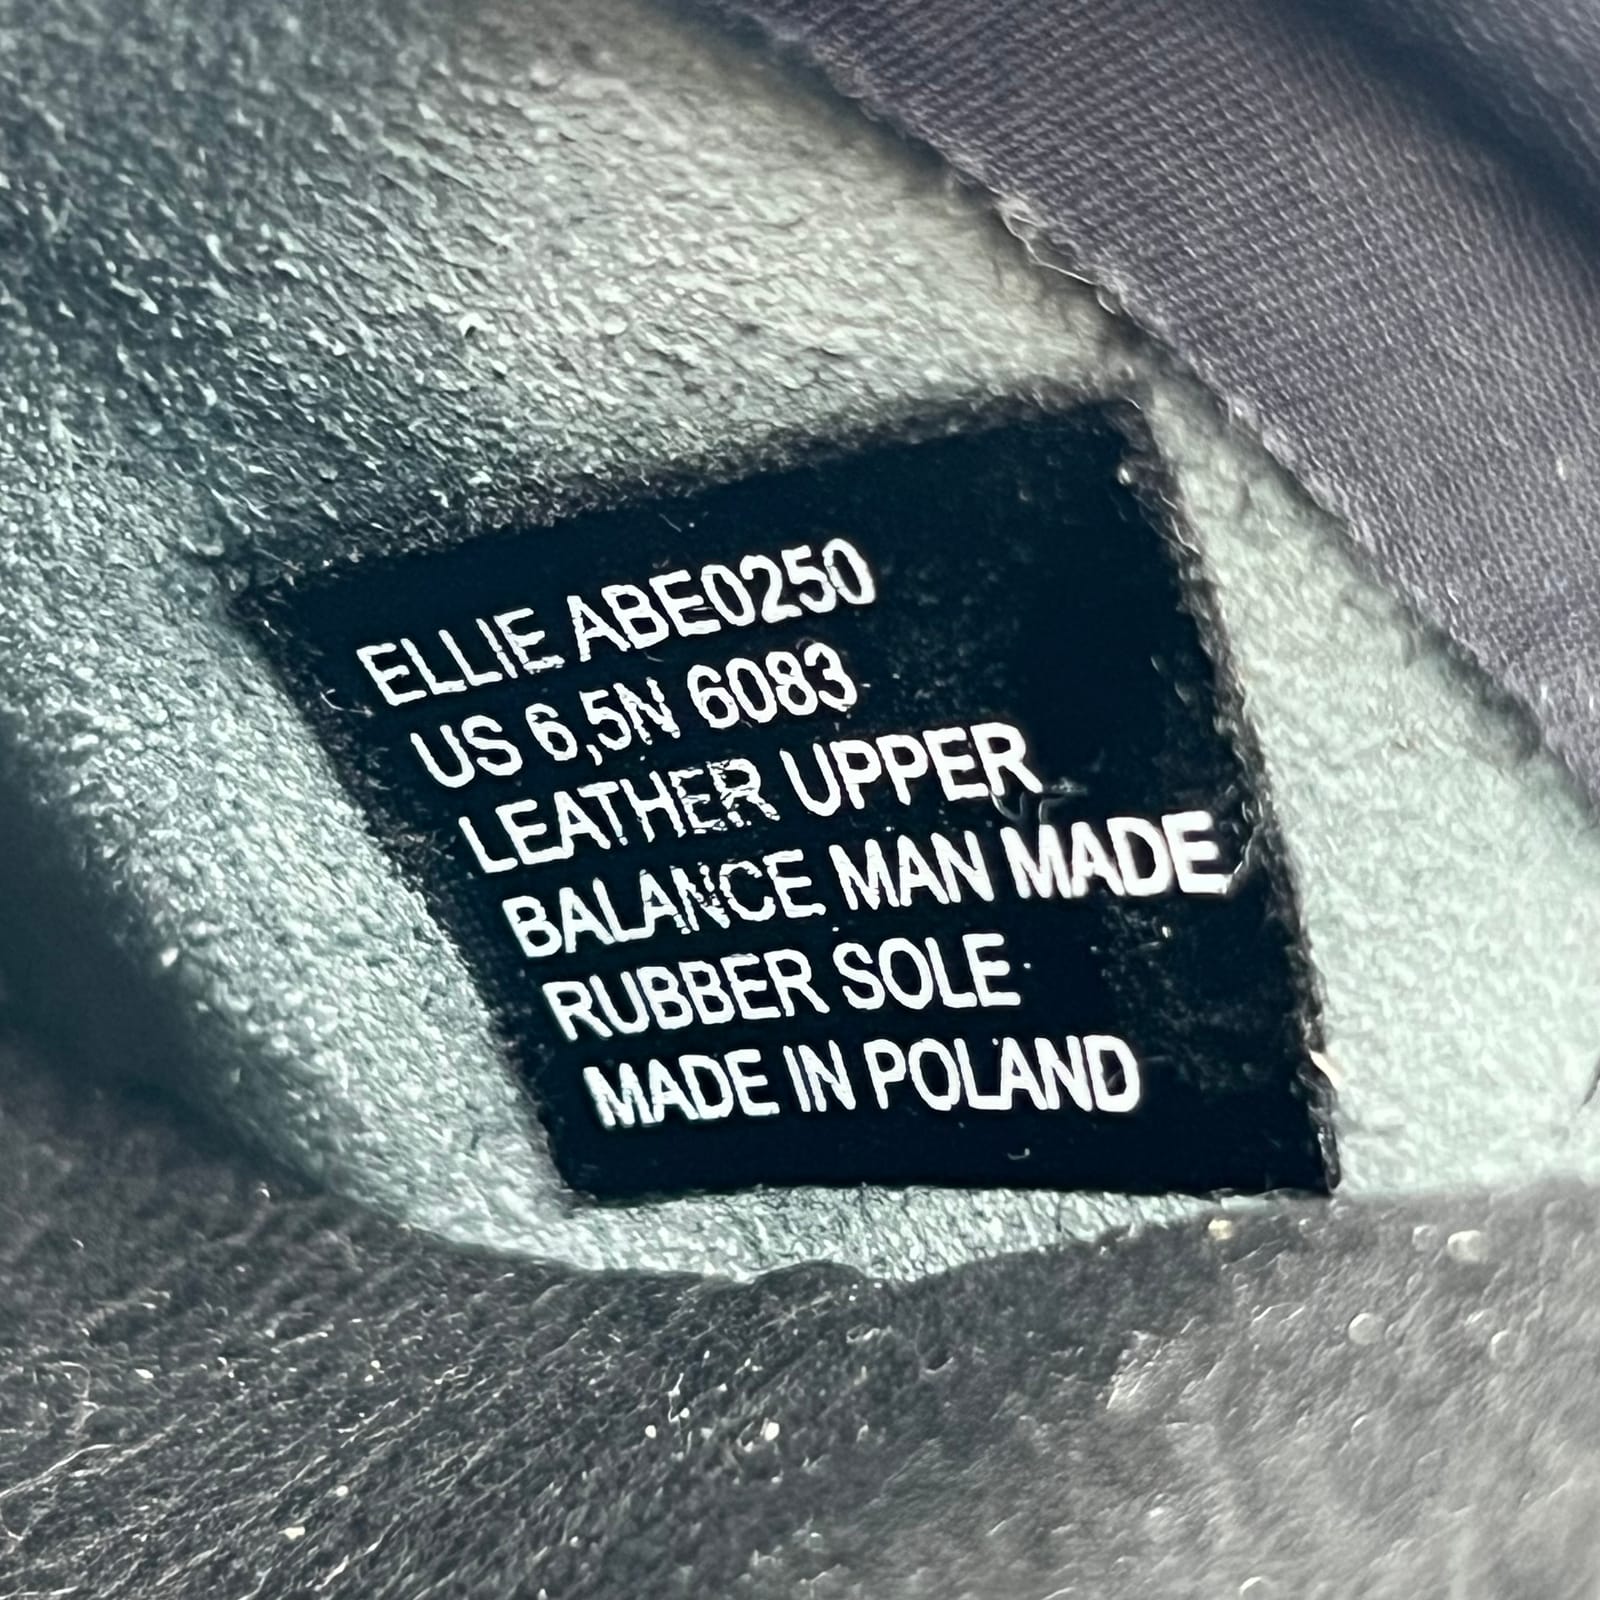 ELLIE ABE0250
US 6,5N 6083
LEATHER UPPER
BALANCE MAN MADE
RUBBER SOLE
MADE IN POLAND